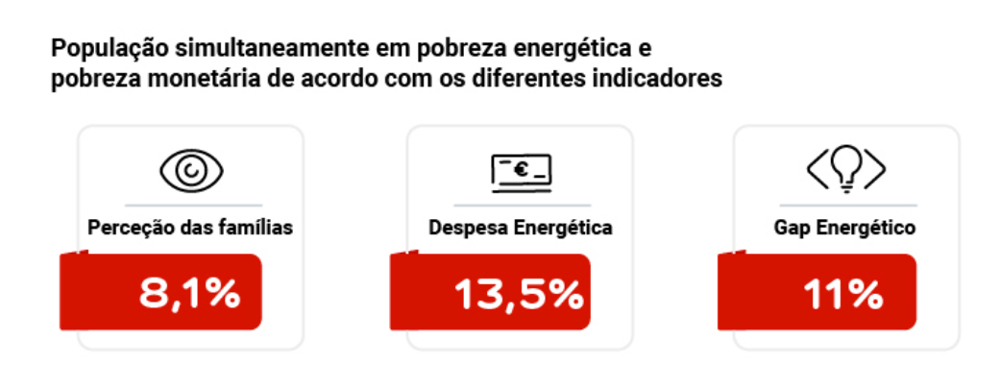 População simultaneamente em pobreza energética e
pobreza monetária de acordo com os diferentes indicadores
€
Perceção das famílias
Despesa Energética
Gap Energético
8,1%
13,5%
11%